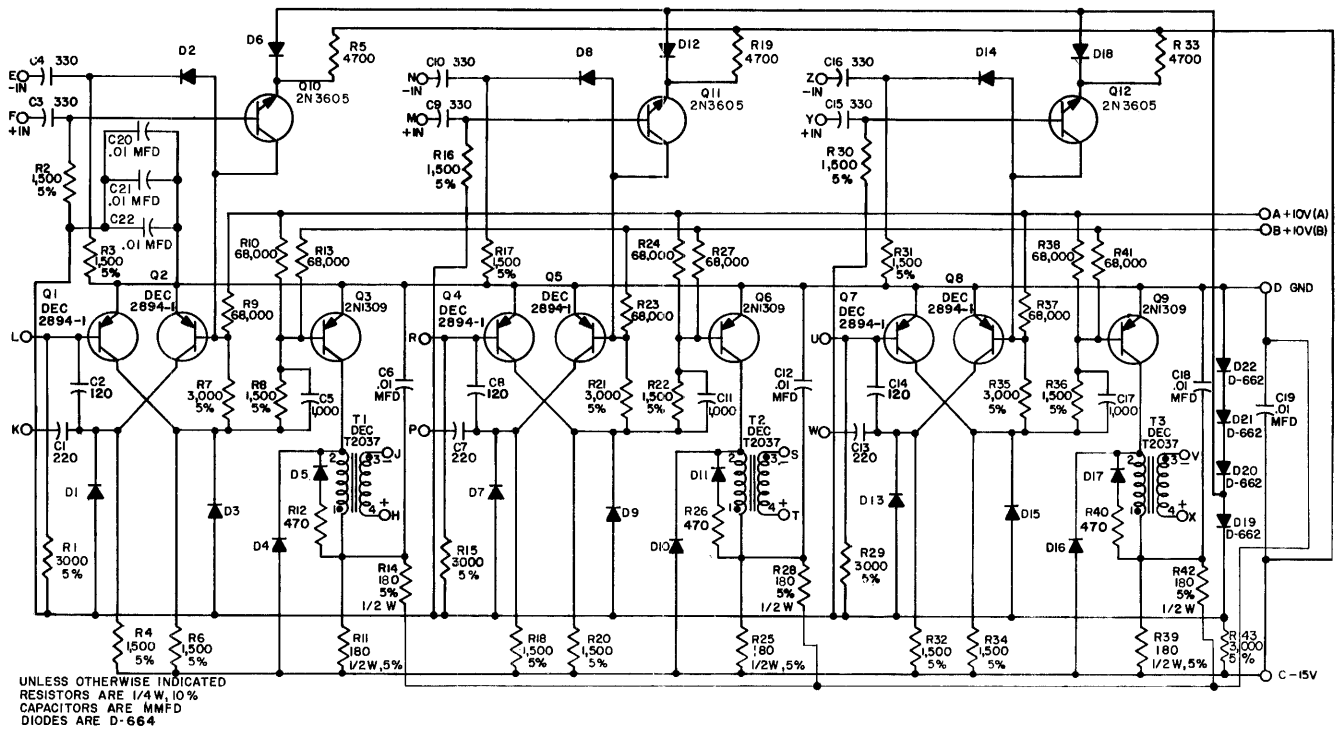 E
-IN
C4 330
D2
D6
R5
4700
Q10
2N3605
F
+IN
C3 330
C20
.01 MFD
C21
.01 MFD
C22
.01 MFD
R2
1,500
5%
R3
1,500
5%
N
-IN
C10 330
D8
D12
R19
4700
Q11
2N3605
M
+IN
C9 330
R16
1,500
5%
Z
-IN
C16 330
D14
D18
R33
4700
Q12
2N3605
Y
+IN
C15 330
R30
1,500
5%
A +10V(A)
B +10V(B)
D GND
C -15V
R10
68,000
R13
68,000
R17
1,500
5%
R24
68,000
R27
68,000
R31
1,500
5%
R38
68,000
R41
68,000
Q1
DEC
2894-1
Q2
DEC
2894-1
R9
68,000
Q3
2N1309
Q4
DEC
2894-1
Q5
DEC
2894-1
R23
68,000
Q6
2N1309
Q7
DEC
2894-1
Q8
DEC
2894-1
R37
68,000
Q9
2N1309
L
C2
120
R7
3,000
5%
R8
1,500
5%
C5
1,000
C6
.01
MFD
R
C8
120
R21
3,000
5%
R22
1,500
5%
C11
1,000
C12
.01
MFD
U
C14
120
R35
3,000
5%
R36
1,500
5%
C17
1,000
C18
.01
MFD
D22
D-662
D21
D-662
D20
D-662
D19
D-662
C19
.01
MFD
K
C1
220
D1
D3
D4
D5
R12
470
T1
DEC
T2037
2
3
-
1
4
+
J
H
P
C7
220
D7
D9
D10
D11
R26
470
T2
DEC
T2037
2
3
-
1
4
+
S
T
W
C13
220
D13
D15
D16
D17
R40
470
T3
DEC
T2037
2
3
-
1
4
+
V
X
R1
3000
5%
R14
180
5%
1/2 W
R15
3000
5%
R28
180
5%
1/2 W
R29
3000
5%
R42
180
5%
1/2 W
R4
1,500
5%
R6
1,500
5%
R11
180
1/2W, 5%
R18
1,500
5%
R20
1,500
5%
R25
180
1/2W, 5%
R32
1,500
5%
R34
1,500
5%
R39
180
1/2W, 5%
R43
3,000
5%
UNLESS OTHERWISE INDICATED
RESISTORS ARE 1/4 W, 10%
CAPACITORS ARE MMFD
DIODES ARE D-664